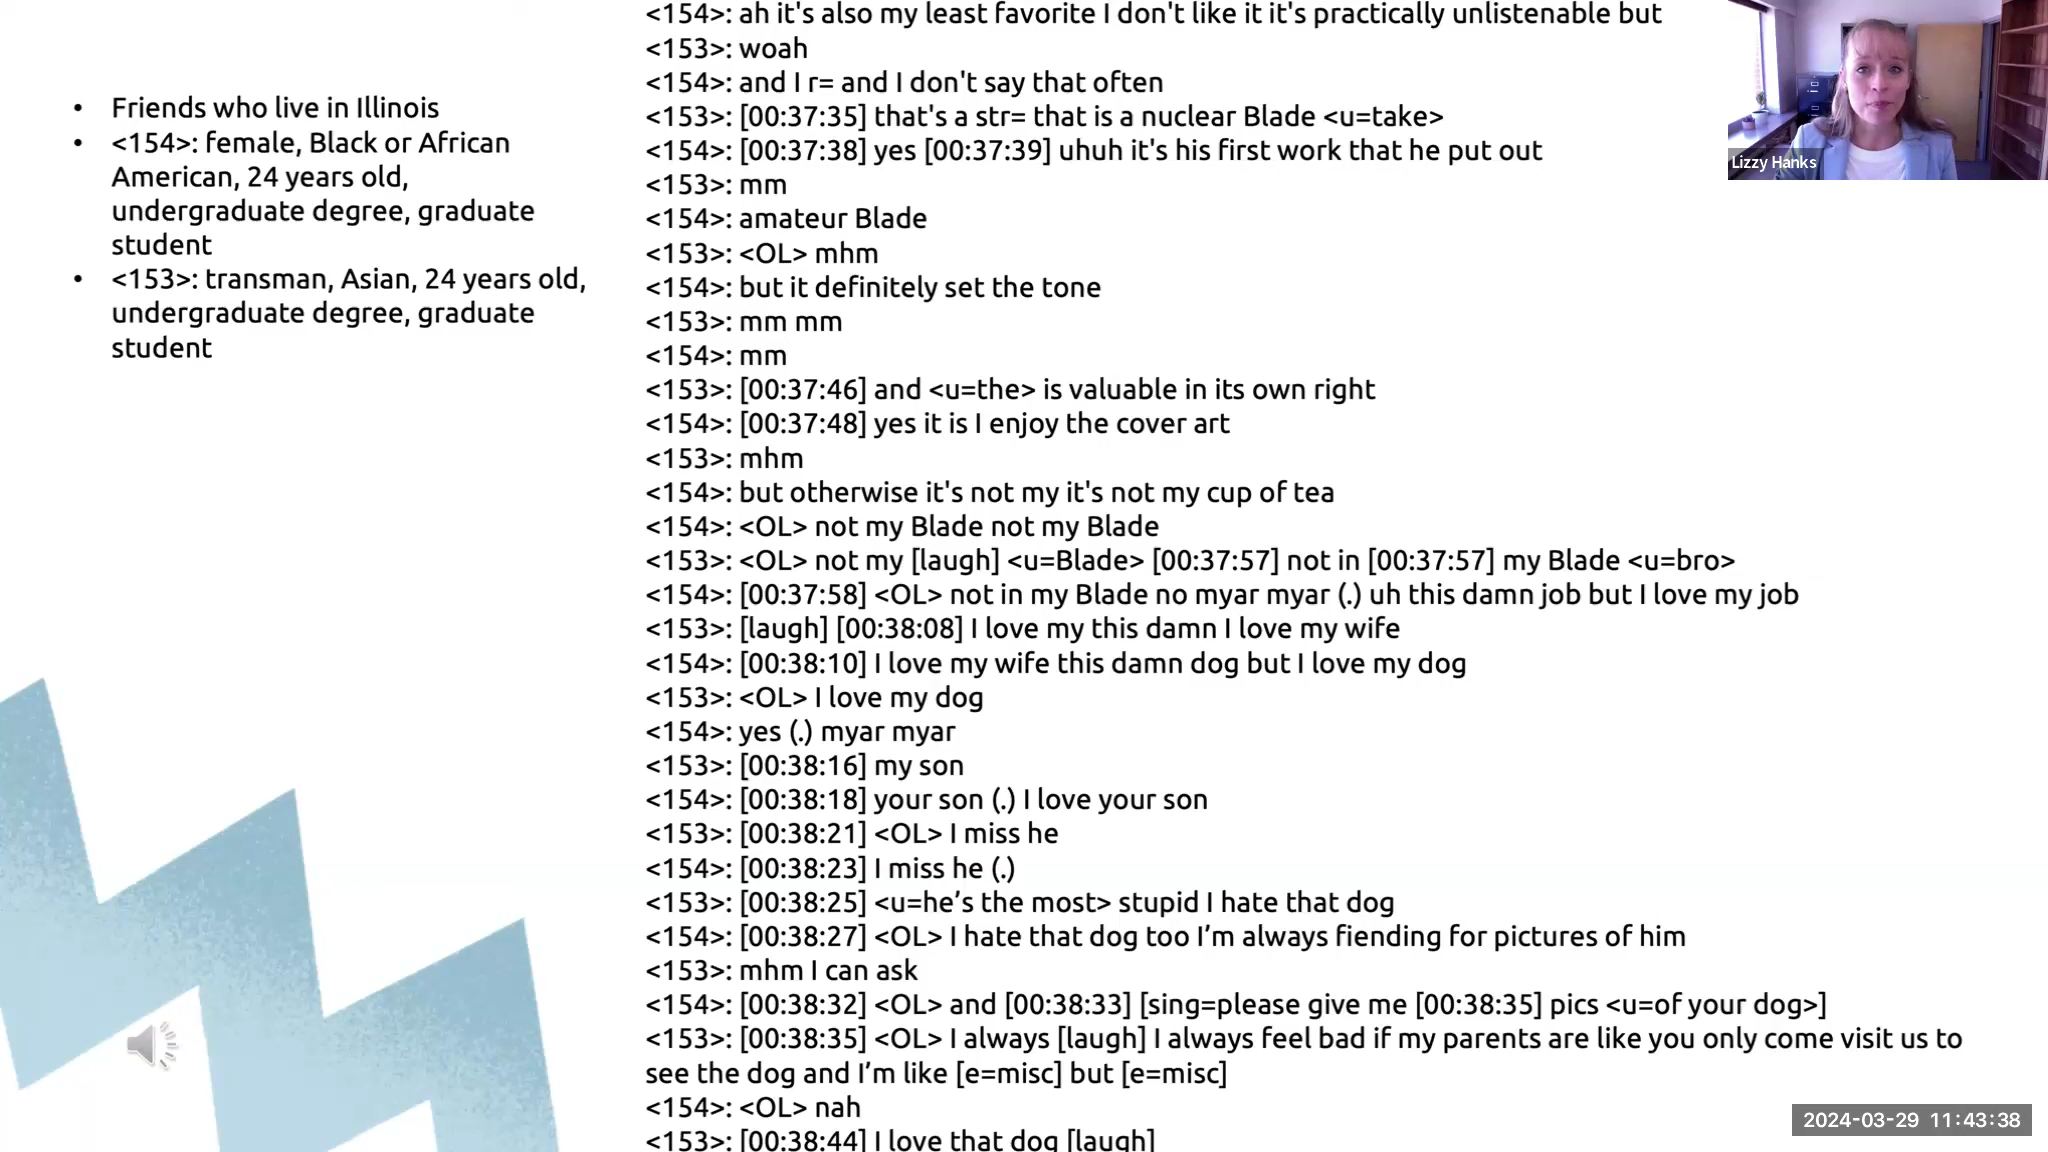 • Friends who live in Illinois
• <154>: female, Black or African
American, 24 years old,
undergraduate degree, graduate
student
• <153>: transman, Asian, 24 years old,
undergraduate degree, graduate
student
<154>: ah it's also my least favorite I don't like it it's practically unlistenable but
<153>: woah
<154>: and I r= and I don't say that often
<153>: [00:37:35] that's a str= that is a nuclear Blade <u=take>
<154>: [00:37:38] yes [00:37:39] uhuh it's his first work that he put out
<153>: mm
<154>: amateur Blade
<153>: <OL> mhm
<154>: but it definitely set the tone
<153>: mm mm
<154>: mm
<153>: [00:37:46] and <u=the> is valuable in its own right
<154>: [00:37:48] yes it is I enjoy the cover art
<153>: mhm
<154>: but otherwise it's not my it's not my cup of tea
<154>: <OL> not my Blade not my Blade
<153>: <OL> not my [laugh] <u=Blade> [00:37:57] not in [00:37:57] my Blade <u=bro>
<154>: [00:37:58] <OL> not in my Blade no myar myar (.) uh this damn job but I love my job
<153>: [laugh] [00:38:08] I love my this damn I love my wife
<154>: [00:38:10] I love my wife this damn dog but I love my dog
<153>: <OL> I love my dog
<154>: yes (.) myar myar
<153>: [00:38:16] my son
<154>: [00:38:18] your son (.) I love your son
<153>: [00:38:21] <OL> I miss he
<154>: [00:38:23] I miss he (.)
<153>: [00:38:25] <u=he’s the most> stupid I hate that dog
<154>: [00:38:27] <OL> I hate that dog too I’m always fiending for pictures of him
<153>: mhm I can ask
<154>: [00:38:32] <OL> and [00:38:33] [sing=please give me [00:38:35] pics <u=of your dog>]
<153>: [00:38:35] <OL> I always [laugh] I always feel bad if my parents are like you only come visit us to
see the dog and I’m like [e=misc] but [e=misc]
<154>: <OL> nah
<153>: [00:38:44] I love that dog [laugh]
Lizzy Hanks
2024-03-29 11:43:38